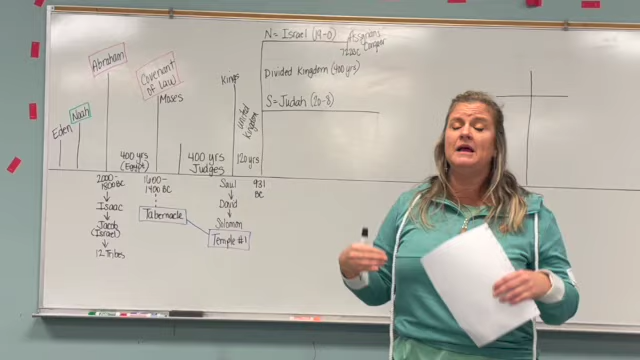 N = Israel (19-0)
Assyrians
Conquer
722BC
Divided Kingdom (400 yrs)
S = Judah (20-8)
Eden
Noah
Abraham
Covenant
of Law
Moses
Kings
United
Kingdom
400 yrs
(Egypt)
400 yrs
Judges
120 yrs
2000-
1800 BC
Isaac
Jacob
(Israel)
12 Tribes
1600-
1400 BC
Tabernacle
Saul
David
Solomon
Temple #1
931
BC